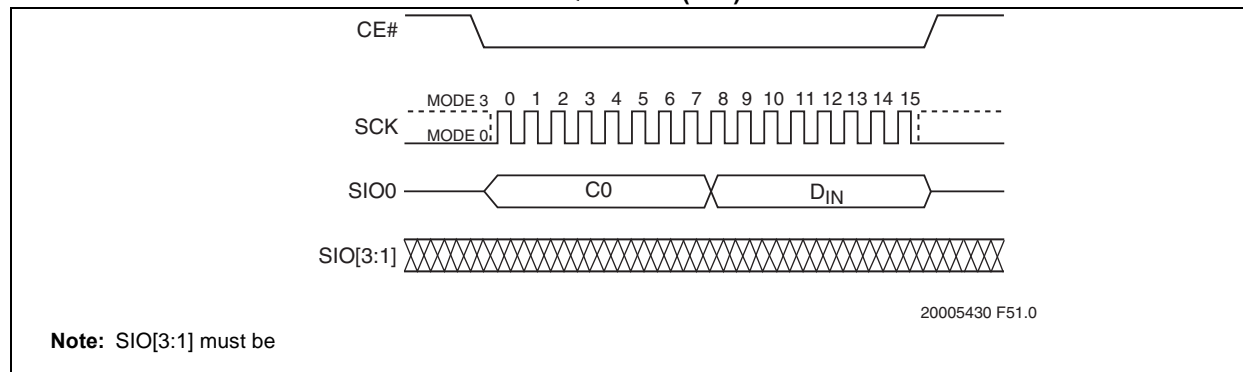 CE#
MODE 3 0 1 2 3 4 5 6 7 8 9 10 11 12 13 14 15
SCK
MODE 0
SIO0 C0 DIN
SIO[3:1]
20005430 F51.0
Note: SIO[3:1] must be